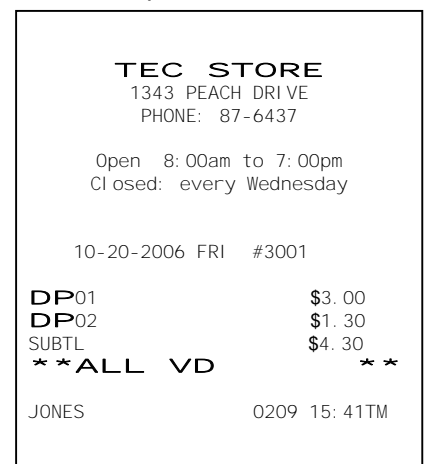 TEC STORE
1343 PEACH DRIVE
PHONE: 87-6437
Open 8:00am to 7:00pm
Closed: every Wednesday
10-20-2006 FRI #3001
DP01 $3.00
DP02 $1.30
SUBTL $4.30
**ALL VD **
JONES 0209 15:41TM